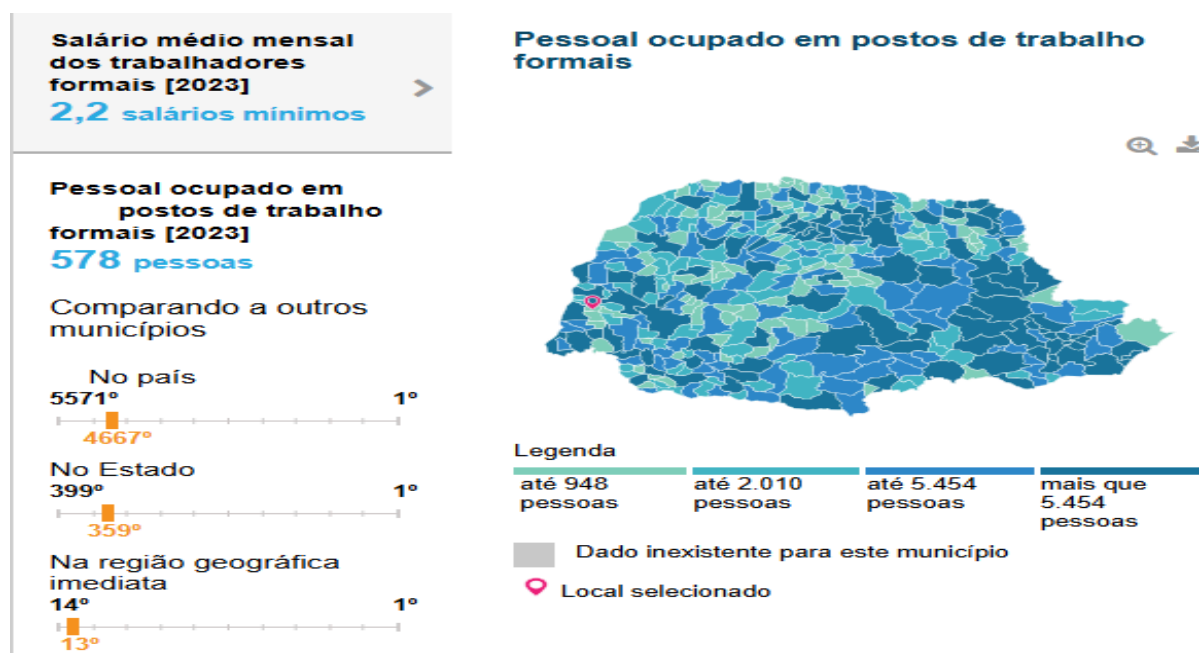 Salário médio mensal
dos trabalhadores
formais [2023]
2,2 salários mínimos
Pessoal ocupado em
postos de trabalho
formais [2023]
578 pessoas
Comparando a outros
municípios
No país
5571º 1º
4667º
No Estado
399º 1º
359º
Na região geográfica
imediata
14º 1º
13º
Pessoal ocupado em postos de trabalho
formais
Legenda
até 948
pessoas
até 2.010
pessoas
até 5.454
pessoas
mais que
5.454
pessoas
Dado inexistente para este município
Local selecionado